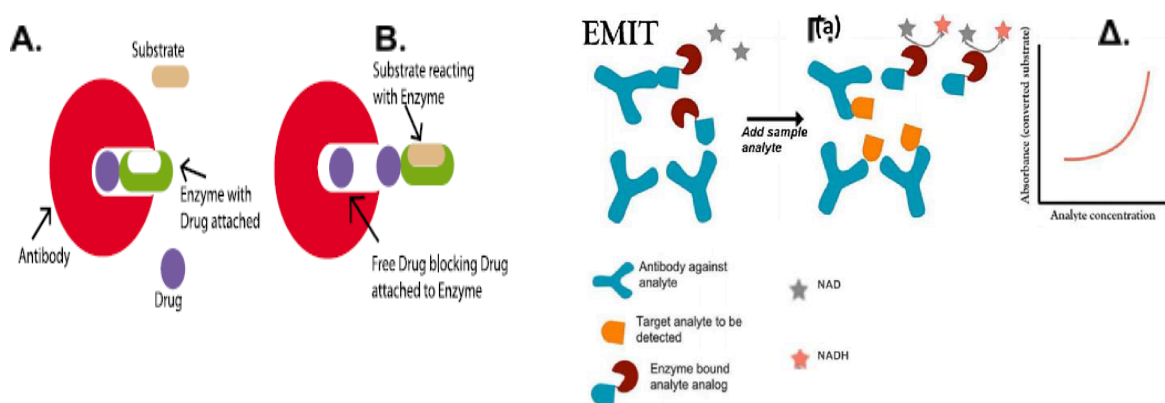 A.
Substrate
Enzyme with
Drug attached
Antibody
Drug
B.
Substrate reacting
with Enzyme
Free Drug blocking Drug
attached to Enzyme
EMIT
Add sample
analyte
(a)
Δ.
Absorbance (converted substrate)
Analyte concentration
Antibody against
analyte
Target analyte to be
detected
Enzyme bound
analyte analog
NAD
NADH